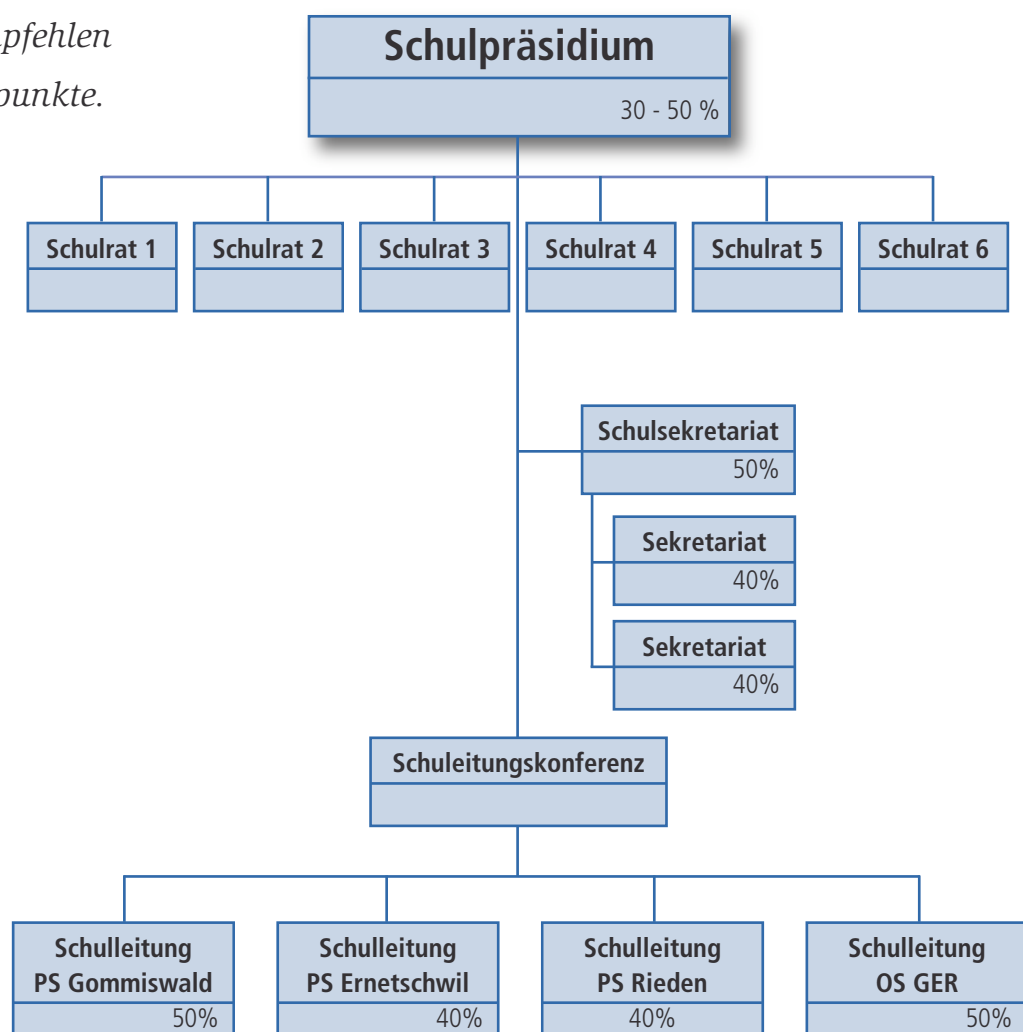 punkte.
Schulpräsidium
30 - 50 %
Schulrat 1
Schulrat 2
Schulrat 3
Schulrat 4
Schulrat 5
Schulrat 6
Schulsekretariat
50%
Sekretariat
40%
Sekretariat
40%
Schuleitungskonferenz
Schulleitung
PS Gommiswald
50%
Schulleitung
PS Ernetschwil
40%
Schulleitung
PS Rieden
40%
Schulleitung
OS GER
50%